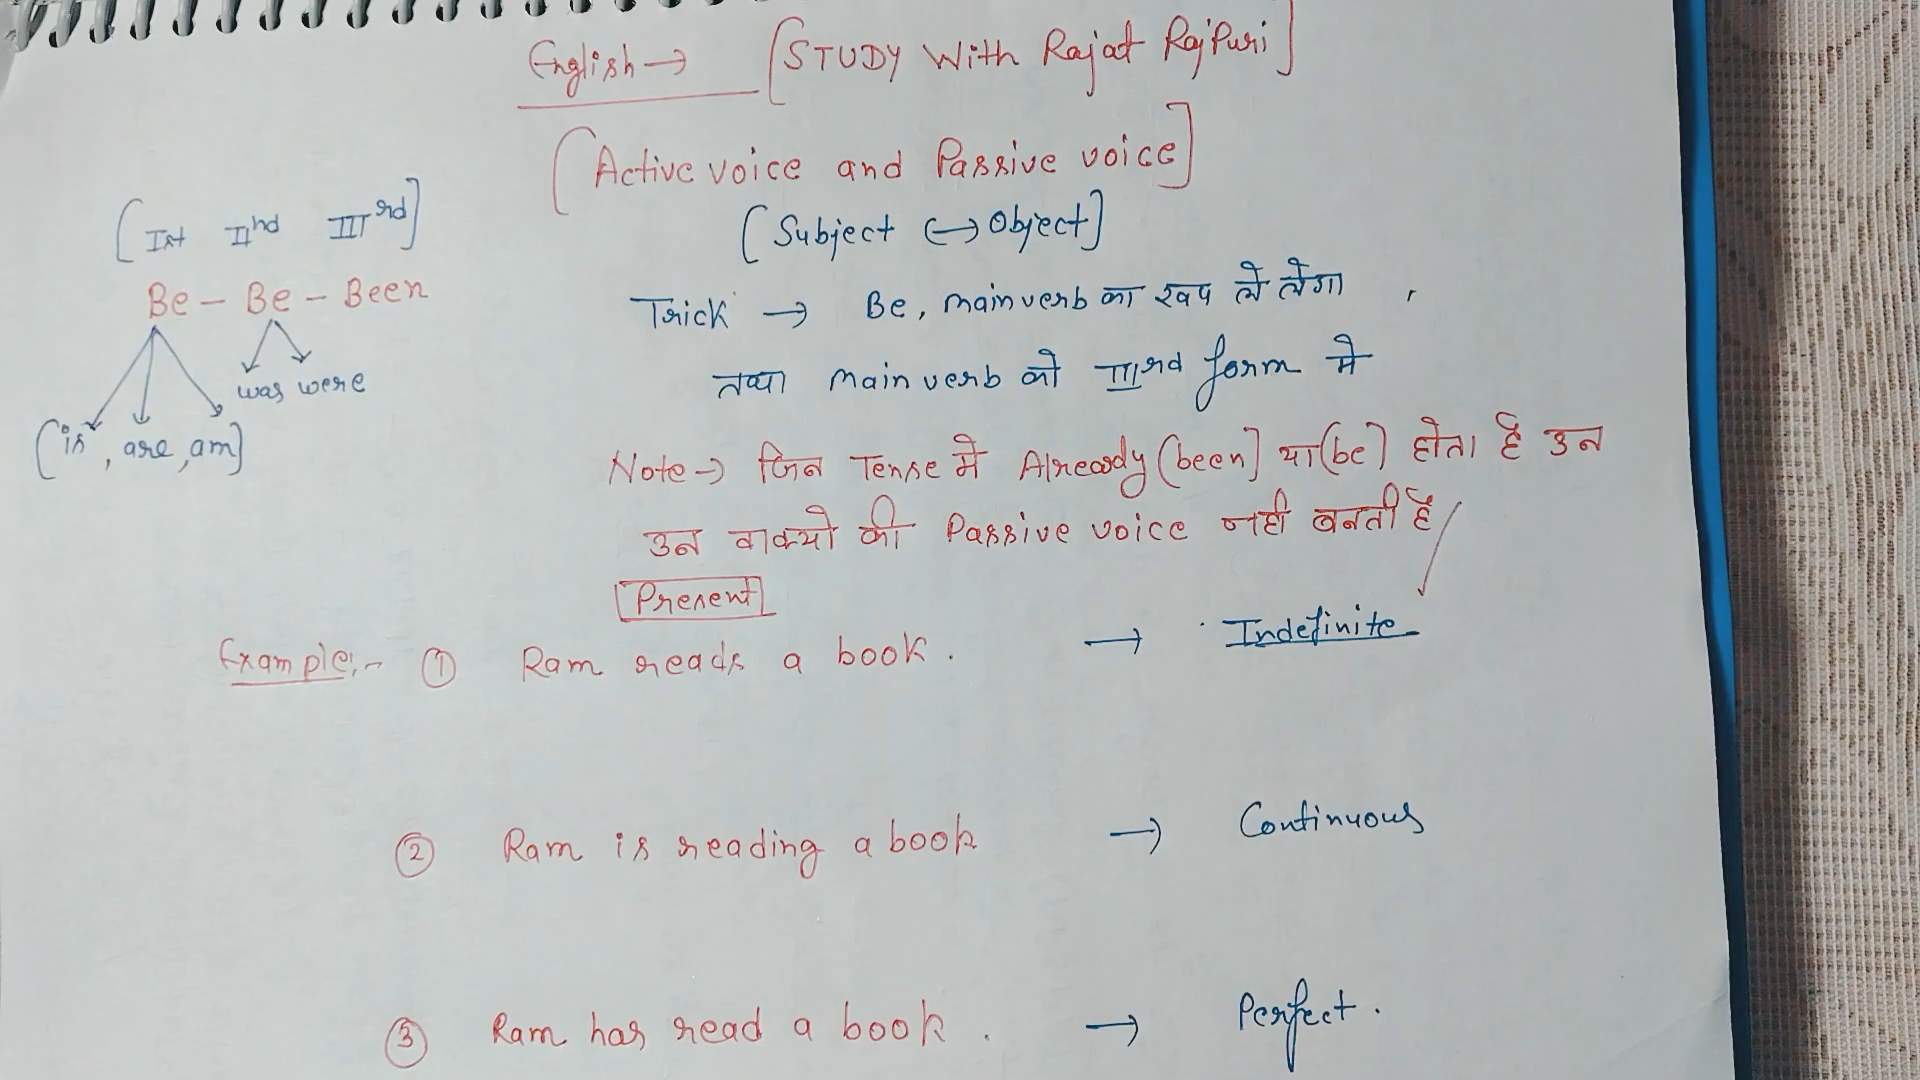 English → [STUDY With Rajat RajPuri]
[Active voice and Passive voice]
[Ist IInd IIIrd]
[Subject ↔ Object]
Be - Be - Been
Trick → Be, main verb का रूप ले लेगा
was were
तथा main verb को IIIrd form में
(is, are, am]
Note → जिन Tense मे Already (been] या (be] होता है उन
उन वाक्यो की Passive voice नही बनती है
[Present]
Example:- ① Ram reads a book. → Indefinite
② Ram is reading a book → Continuous
③ Ram has read a book. → Perfect.